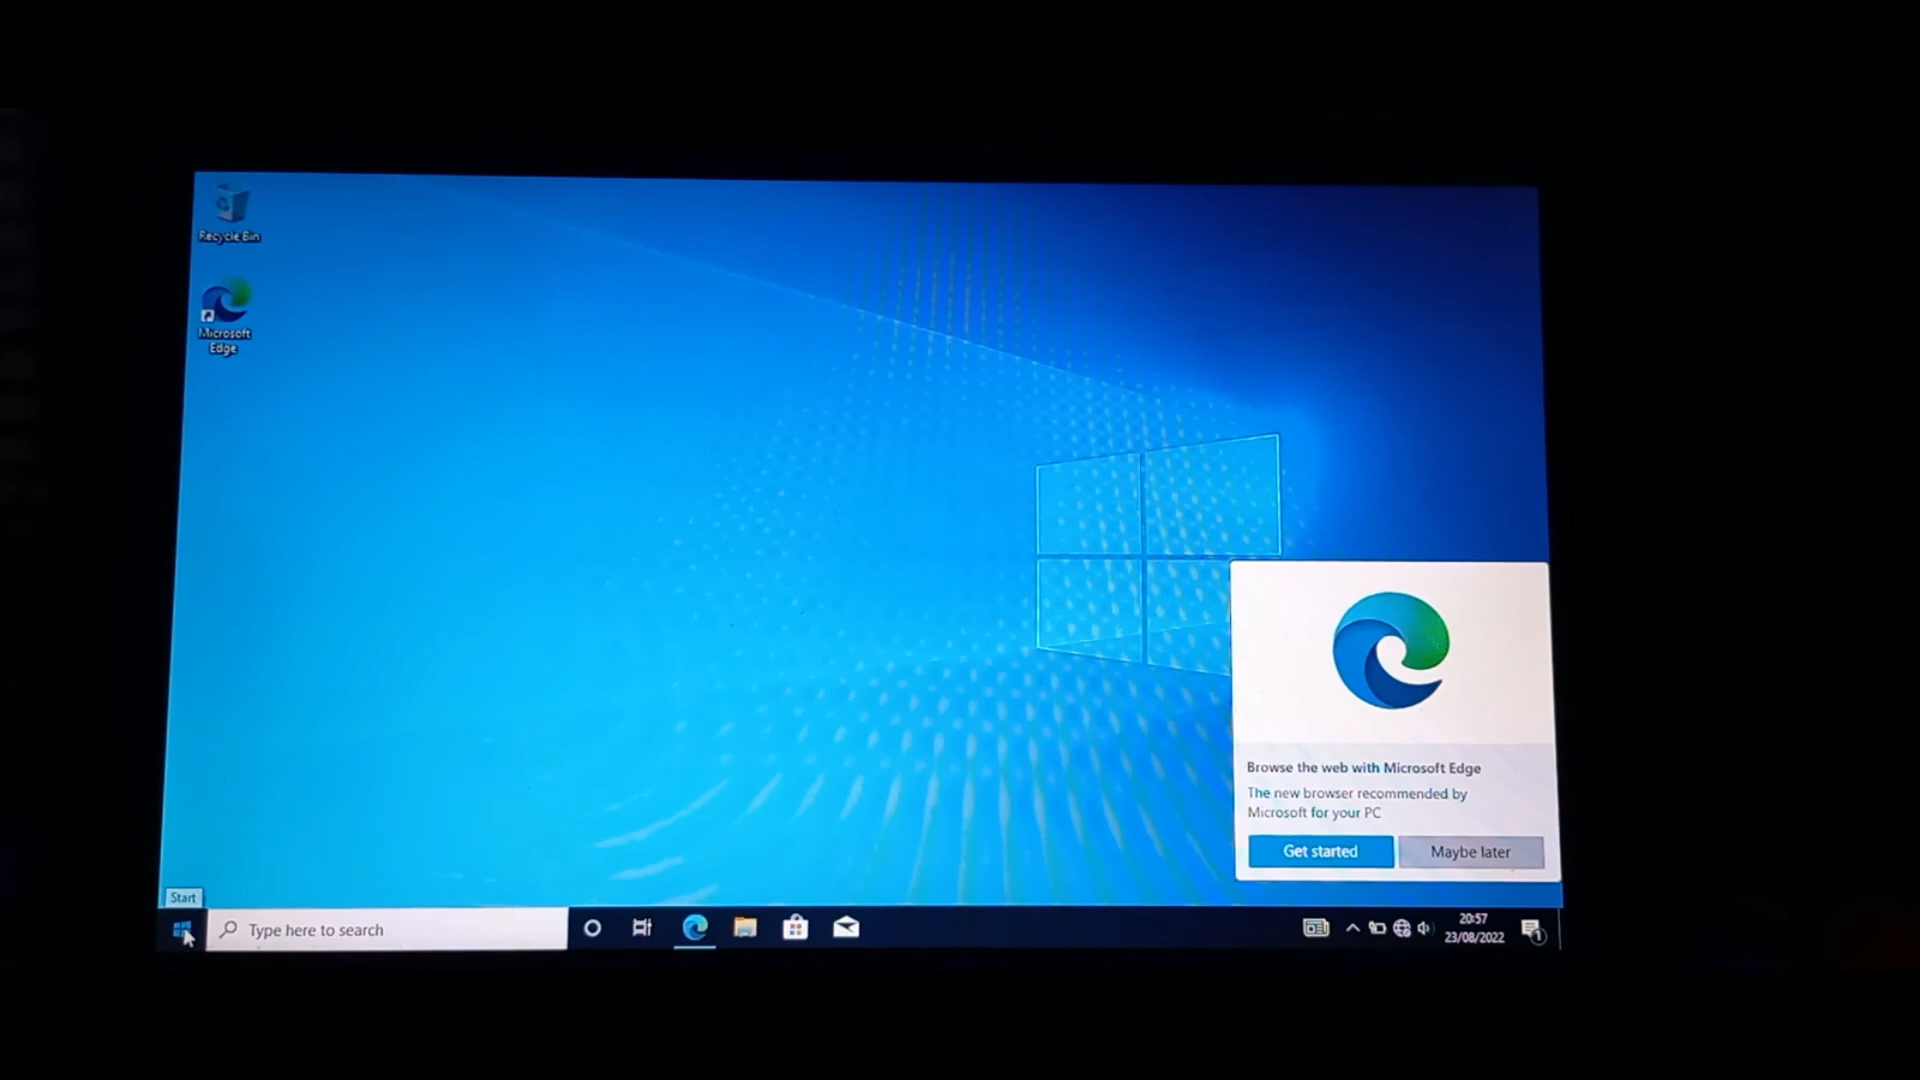 Recycle Bin
Microsoft
Edge
Browse the web with Microsoft Edge
The new browser recommended by
Microsoft for your PC
Get started
Maybe later
Start
Type here to search
20:57
23/08/2022
1